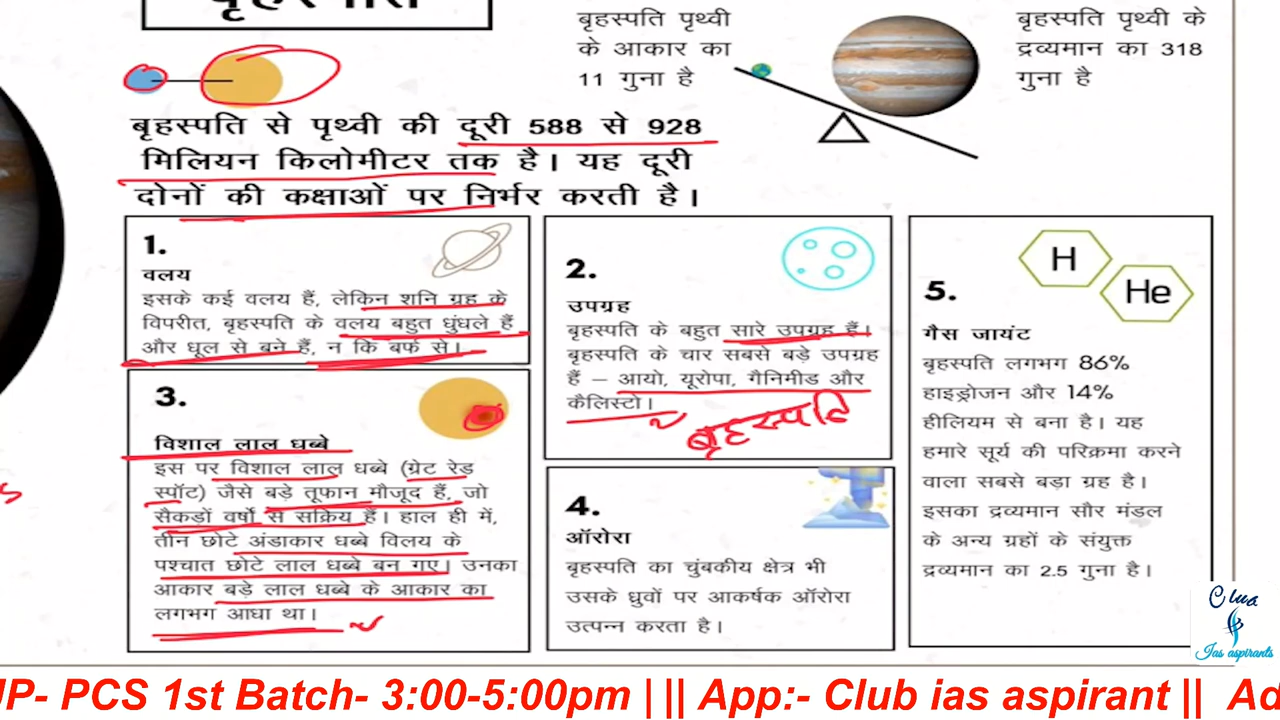 बृहस्पति
बृहस्पति पृथ्वी
के आकार का
11 गुना है
बृहस्पति पृथ्वी के
द्रव्यमान का 318
गुना है
बृहस्पति से पृथ्वी की दूरी 588 से 928
मिलियन किलोमीटर तक है। यह दूरी
दोनों की कक्षाओं पर निर्भर करती है।
1.
वलय
इसके कई वलय हैं, लेकिन शनि ग्रह के
विपरीत, बृहस्पति के वलय बहुत धुंधले हैं
और धूल से बने हैं, न कि बर्फ से।
2.
उपग्रह
बृहस्पति के बहुत सारे उपग्रह हैं।
बृहस्पति के चार सबसे बड़े उपग्रह
हैं – आयो, यूरोपा, गैनिमीड और
कैलिस्टो।
बृहस्पति
3.
विशाल लाल धब्बे
इस पर विशाल लाल धब्बे (ग्रेट रेड
स्पॉट) जैसे बड़े तूफान मौजूद हैं, जो
सैकडों वर्षो से सक्रिय हैं। हाल ही में,
तीन छोटे अंडाकार धब्बे विलय के
पश्चात छोटे लाल धब्बे बन गए। उनका
आकार बड़े लाल धब्बे के आकार का
लगभग आधा था।
4.
ऑरोरा
बृहस्पति का चुंबकीय क्षेत्र भी
उसके ध्रुवों पर आकर्षक ऑरोरा
उत्पन्न करता है।
H
He
5.
गैस जायंट
बृहस्पति लगभग 86%
हाइड्रोजन और 14%
हीलियम से बना है। यह
हमारे सूर्य की परिक्रमा करने
वाला सबसे बड़ा ग्रह है।
इसका द्रव्यमान सौर मंडल
के अन्य ग्रहों के संयुक्त
द्रव्यमान का 2.5 गुना है।
Club
Ias aspirants
UP- PCS 1st Batch- 3:00-5:00pm | || App:- Club ias aspirant || Ad